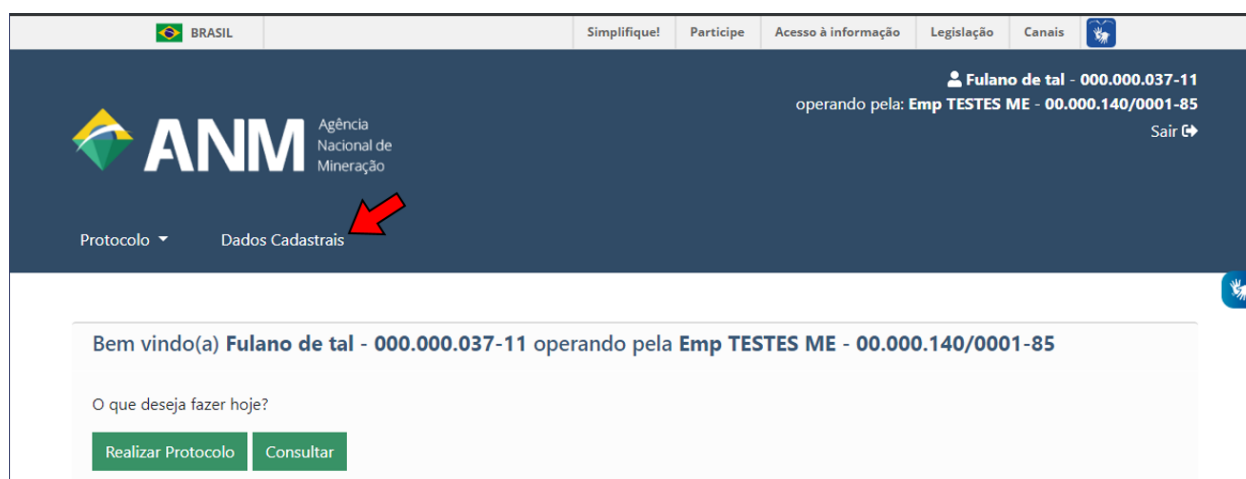 BRASIL
Simplifique! Participe Acesso à informação Legislação Canais
Fulano de tal - 000.000.037-11
operando pela: Emp TESTES ME - 00.000.140/0001-85
Sair
ANM
Agência
Nacional de
Mineração
Protocolo Dados Cadastrais
Bem vindo(a) Fulano de tal - 000.000.037-11 operando pela Emp TESTES ME - 00.000.140/0001-85
O que deseja fazer hoje?
Realizar Protocolo Consultar